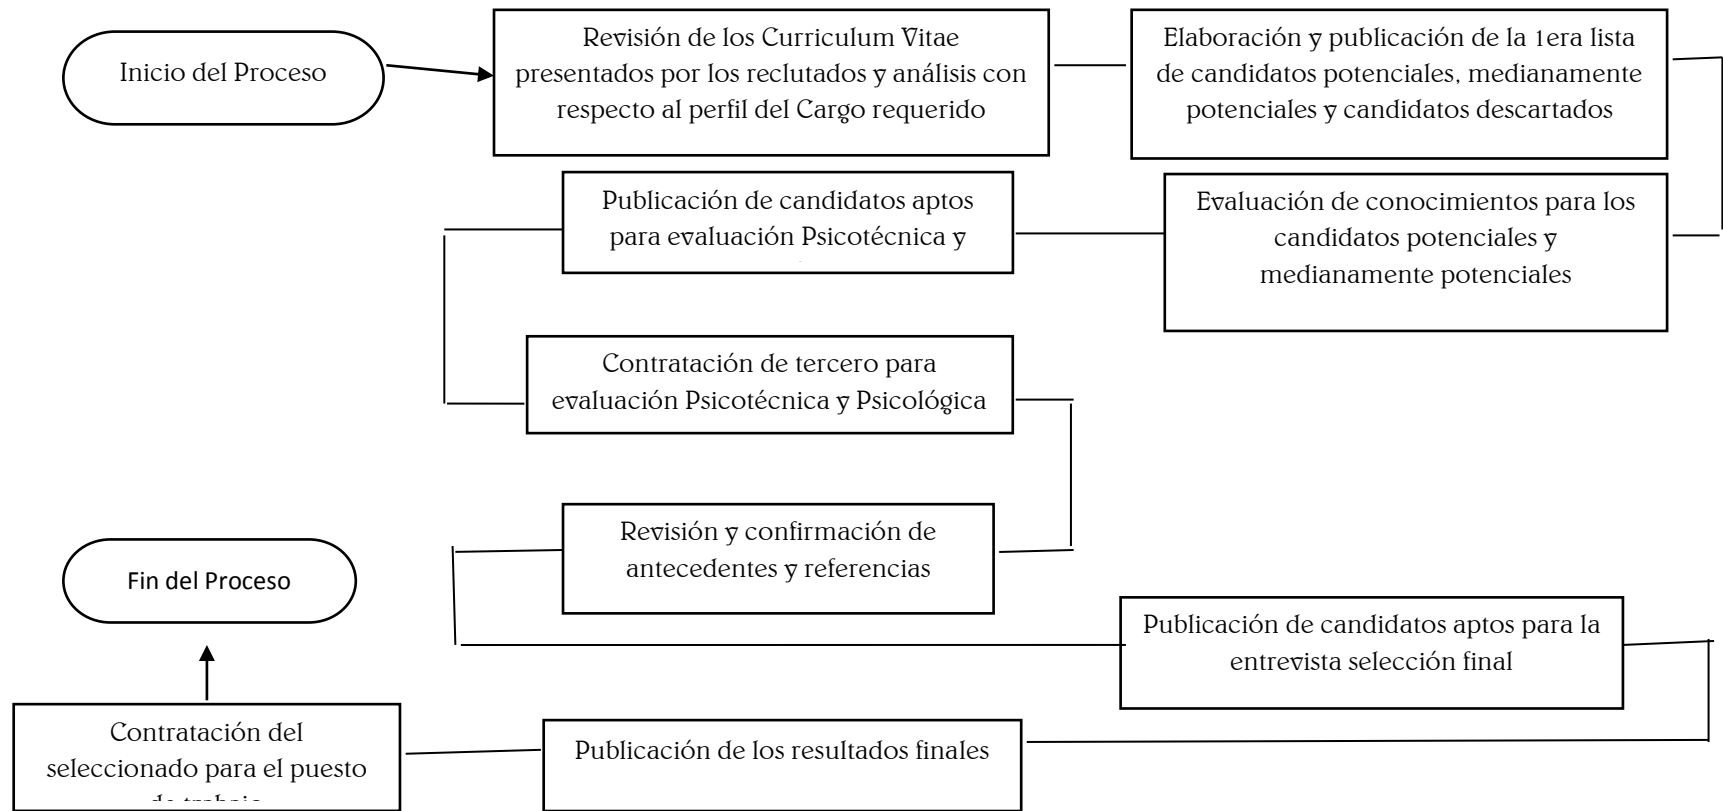 Inicio del Proceso
Revisión de los Curriculum Vitae
presentados por los reclutados y análisis con
respecto al perfil del Cargo requerido
Elaboración y publicación de la 1era lista
de candidatos potenciales, medianamente
potenciales y candidatos descartados
Evaluación de conocimientos para los
candidatos potenciales y
medianamente potenciales
Publicación de candidatos aptos
para evaluación Psicotécnica y
Contratación de tercero para
evaluación Psicotécnica y Psicológica
Revisión y confirmación de
antecedentes y referencias
Publicación de candidatos aptos para la
entrevista selección final
Publicación de los resultados finales
Contratación del
seleccionado para el puesto
Fin del Proceso